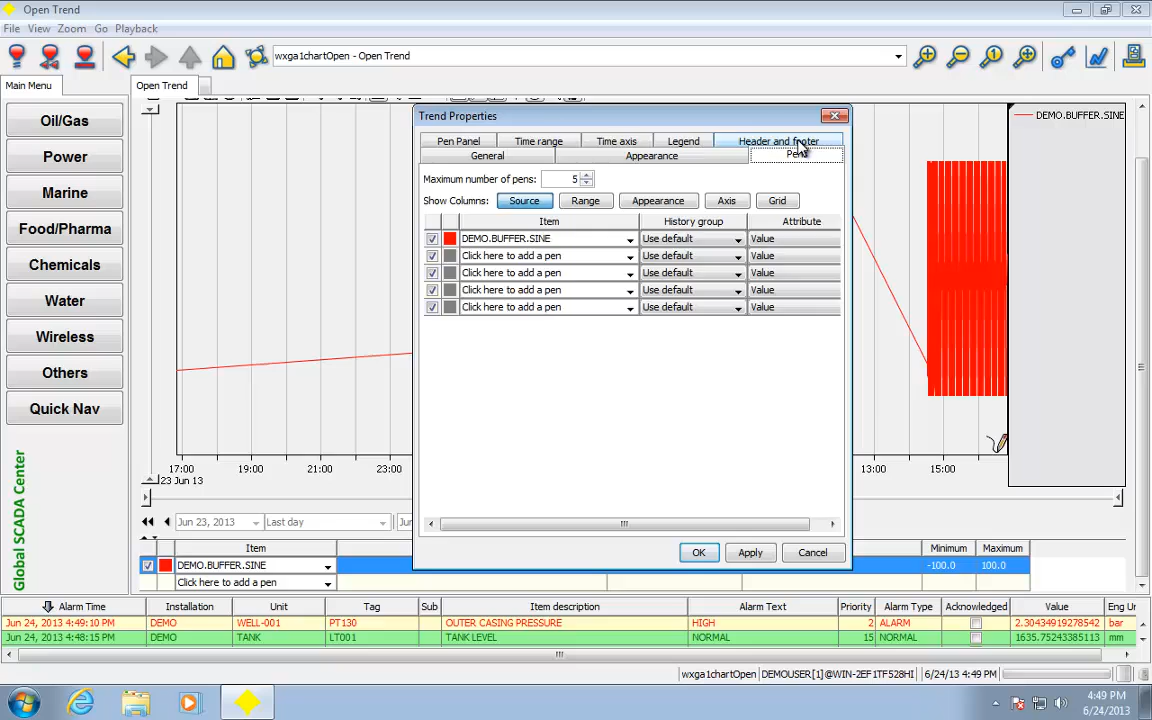 Open Trend
File View Zoom Go Playback
wxga1chartOpen - Open Trend
Main Menu
Open Trend
Oil/Gas
Power
Marine
Food/Pharma
Chemicals
Water
Wireless
Others
Quick Nav
Global SCADA Center
DEMO.BUFFER.SINE
Trend Properties
Pen Panel Time range Time axis Legend Header and footer
General Appearance Pens
Maximum number of pens: 5
Show Columns: Source Range Appearance Axis Grid
Item History group Attribute
DEMO.BUFFER.SINE Use default Value
Click here to add a pen Use default Value
Click here to add a pen Use default Value
Click here to add a pen Use default Value
Click here to add a pen Use default Value
OK Apply Cancel
17:00 19:00 21:00 23:00 13:00 15:00
23 Jun 13
Jun 23, 2013 Last day
Item Minimum Maximum
DEMO.BUFFER.SINE -100.0 100.0
Click here to add a pen
Alarm Time Installation Unit Tag Sub Item description Alarm Text Priority Alarm Type Acknowledged Value Eng Un
Jun 24, 2013 4:49:10 PM DEMO WELL-001 PT130 OUTER CASING PRESSURE HIGH 2 ALARM 2.30434919278542 bar
Jun 24, 2013 4:48:15 PM DEMO TANK LT001 TANK LEVEL NORMAL 15 NORMAL 1635.75243385113 mm
wxga1chartOpen DEMOUSER[1]@WIN-2EF1TF528HI 6/24/13 4:49 PM
4:49 PM
6/24/2013